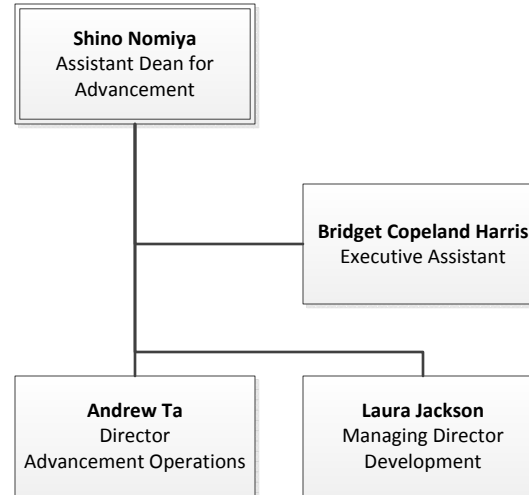 Shino Nomiya
Assistant Dean for
Advancement
Bridget Copeland Harris
Executive Assistant
Andrew Ta
Director
Advancement Operations
Laura Jackson
Managing Director
Development